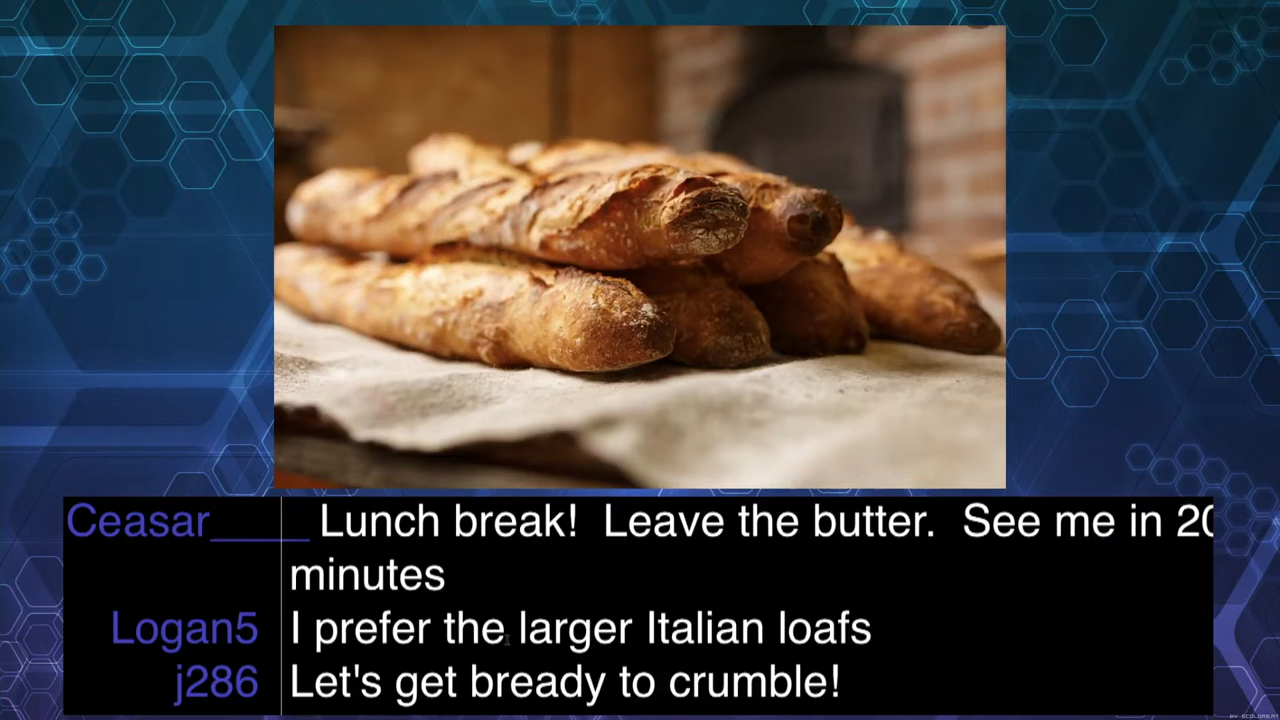 Ceasar_____ Lunch break!  Leave the butter.  See me in 20
minutes
Logan5 I prefer the larger Italian loafs
j286 Let's get bready to crumble!